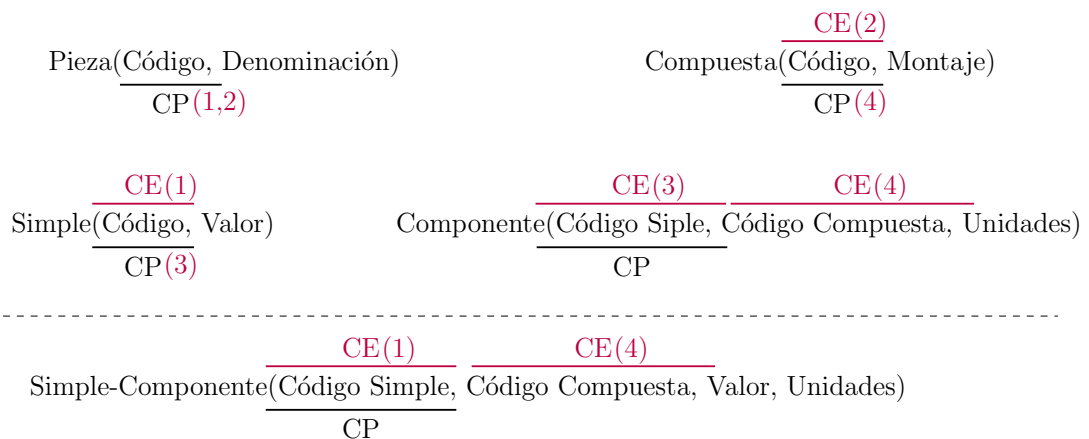 CE(2)
Pieza(Código, Denominación)
Compuesta(Código, Montaje)
CP(1,2)
CP(4)
CE(1)
CE(3)
CE(4)
Simple(Código, Valor)
Componente(Código Siple, Código Compuesta, Unidades)
CP(3)
CP
CE(1)
CE(4)
Simple-Componente(Código Simple, Código Compuesta, Valor, Unidades)
CP